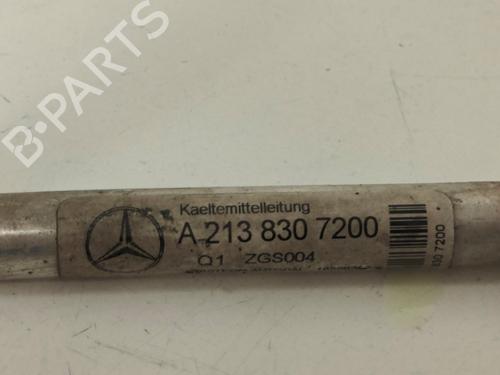 Kaeltemittelleitung
A 213 830 7200
Q1 ZGS004
830 7200
B-PARTS